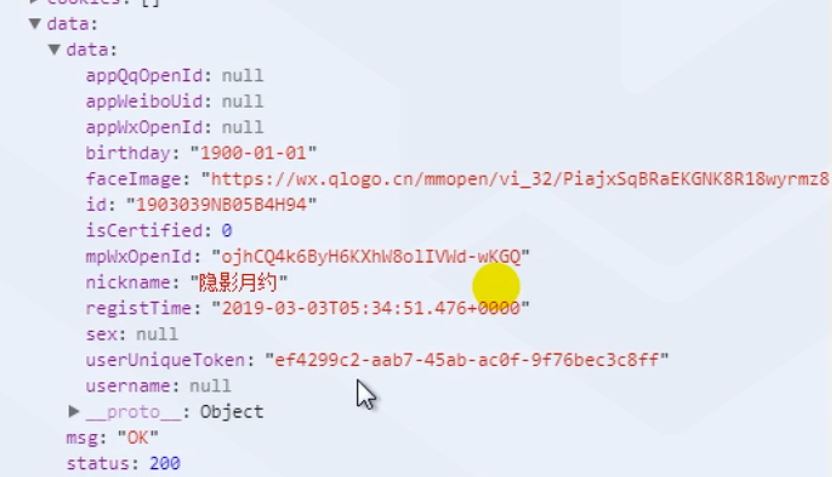 cookies: []
data:
data:
appQqOpenId: null
appWeiboUid: null
appWxOpenId: null
birthday: "1900-01-01"
faceImage: "https://wx.qlogo.cn/mmopen/vi_32/PiajxSqBRaEKGNK8R18wyrmz8
id: "1903039NB05B4H94"
isCertified: 0
mpWxOpenId: "ojhCQ4k6ByH6KXhW8olIVWd-wKGQ"
nickname: "隐影月约"
registTime: "2019-03-03T05:34:51.476+0000"
sex: null
userUniqueToken: "ef4299c2-aab7-45ab-ac0f-9f76bec3c8ff"
username: null
__proto__: Object
msg: "OK"
status: 200